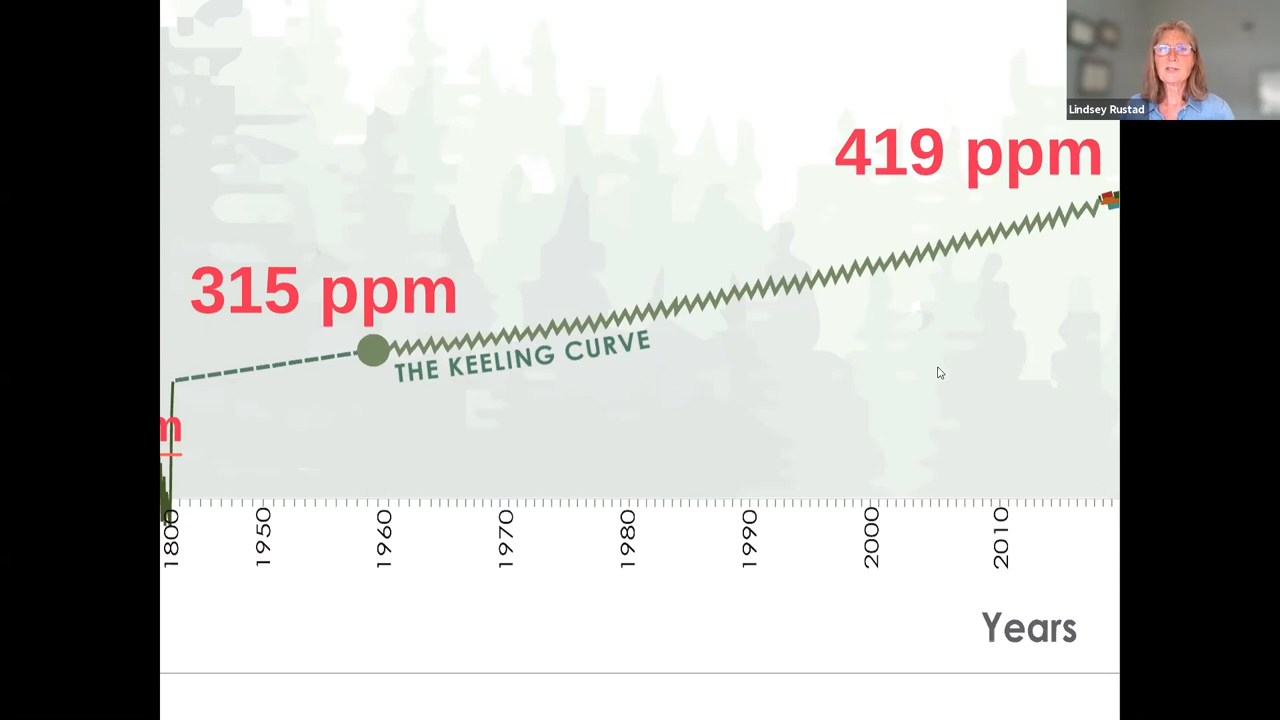 Lindsey Rustad
419 ppm
315 ppm
THE KEELING CURVE
m
1800
1950
1960
1970
1980
1990
2000
2010
Years